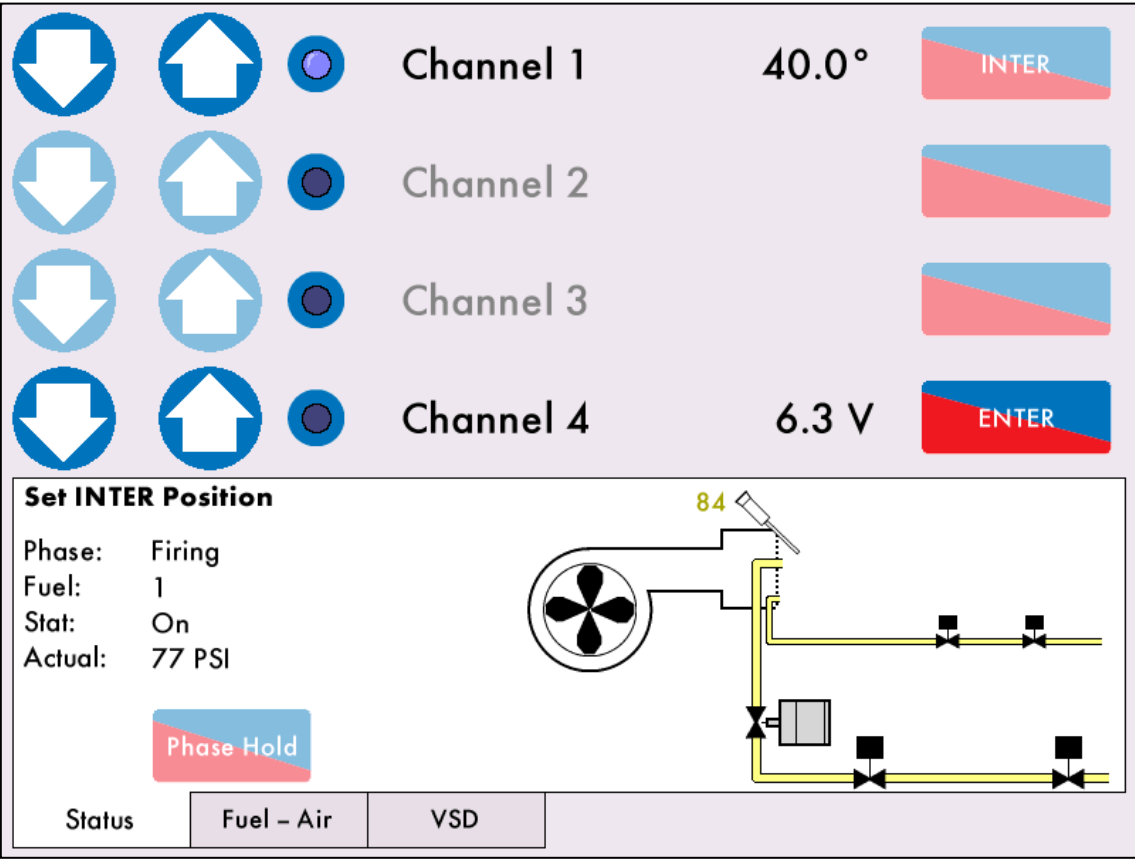 Channel 1 40.0° INTER
Channel 2
Channel 3
Channel 4 6.3 V ENTER
Set INTER Position
84
Phase: Firing
Fuel: 1
Stat: On
Actual: 77 PSI
Phase Hold
Status Fuel – Air VSD